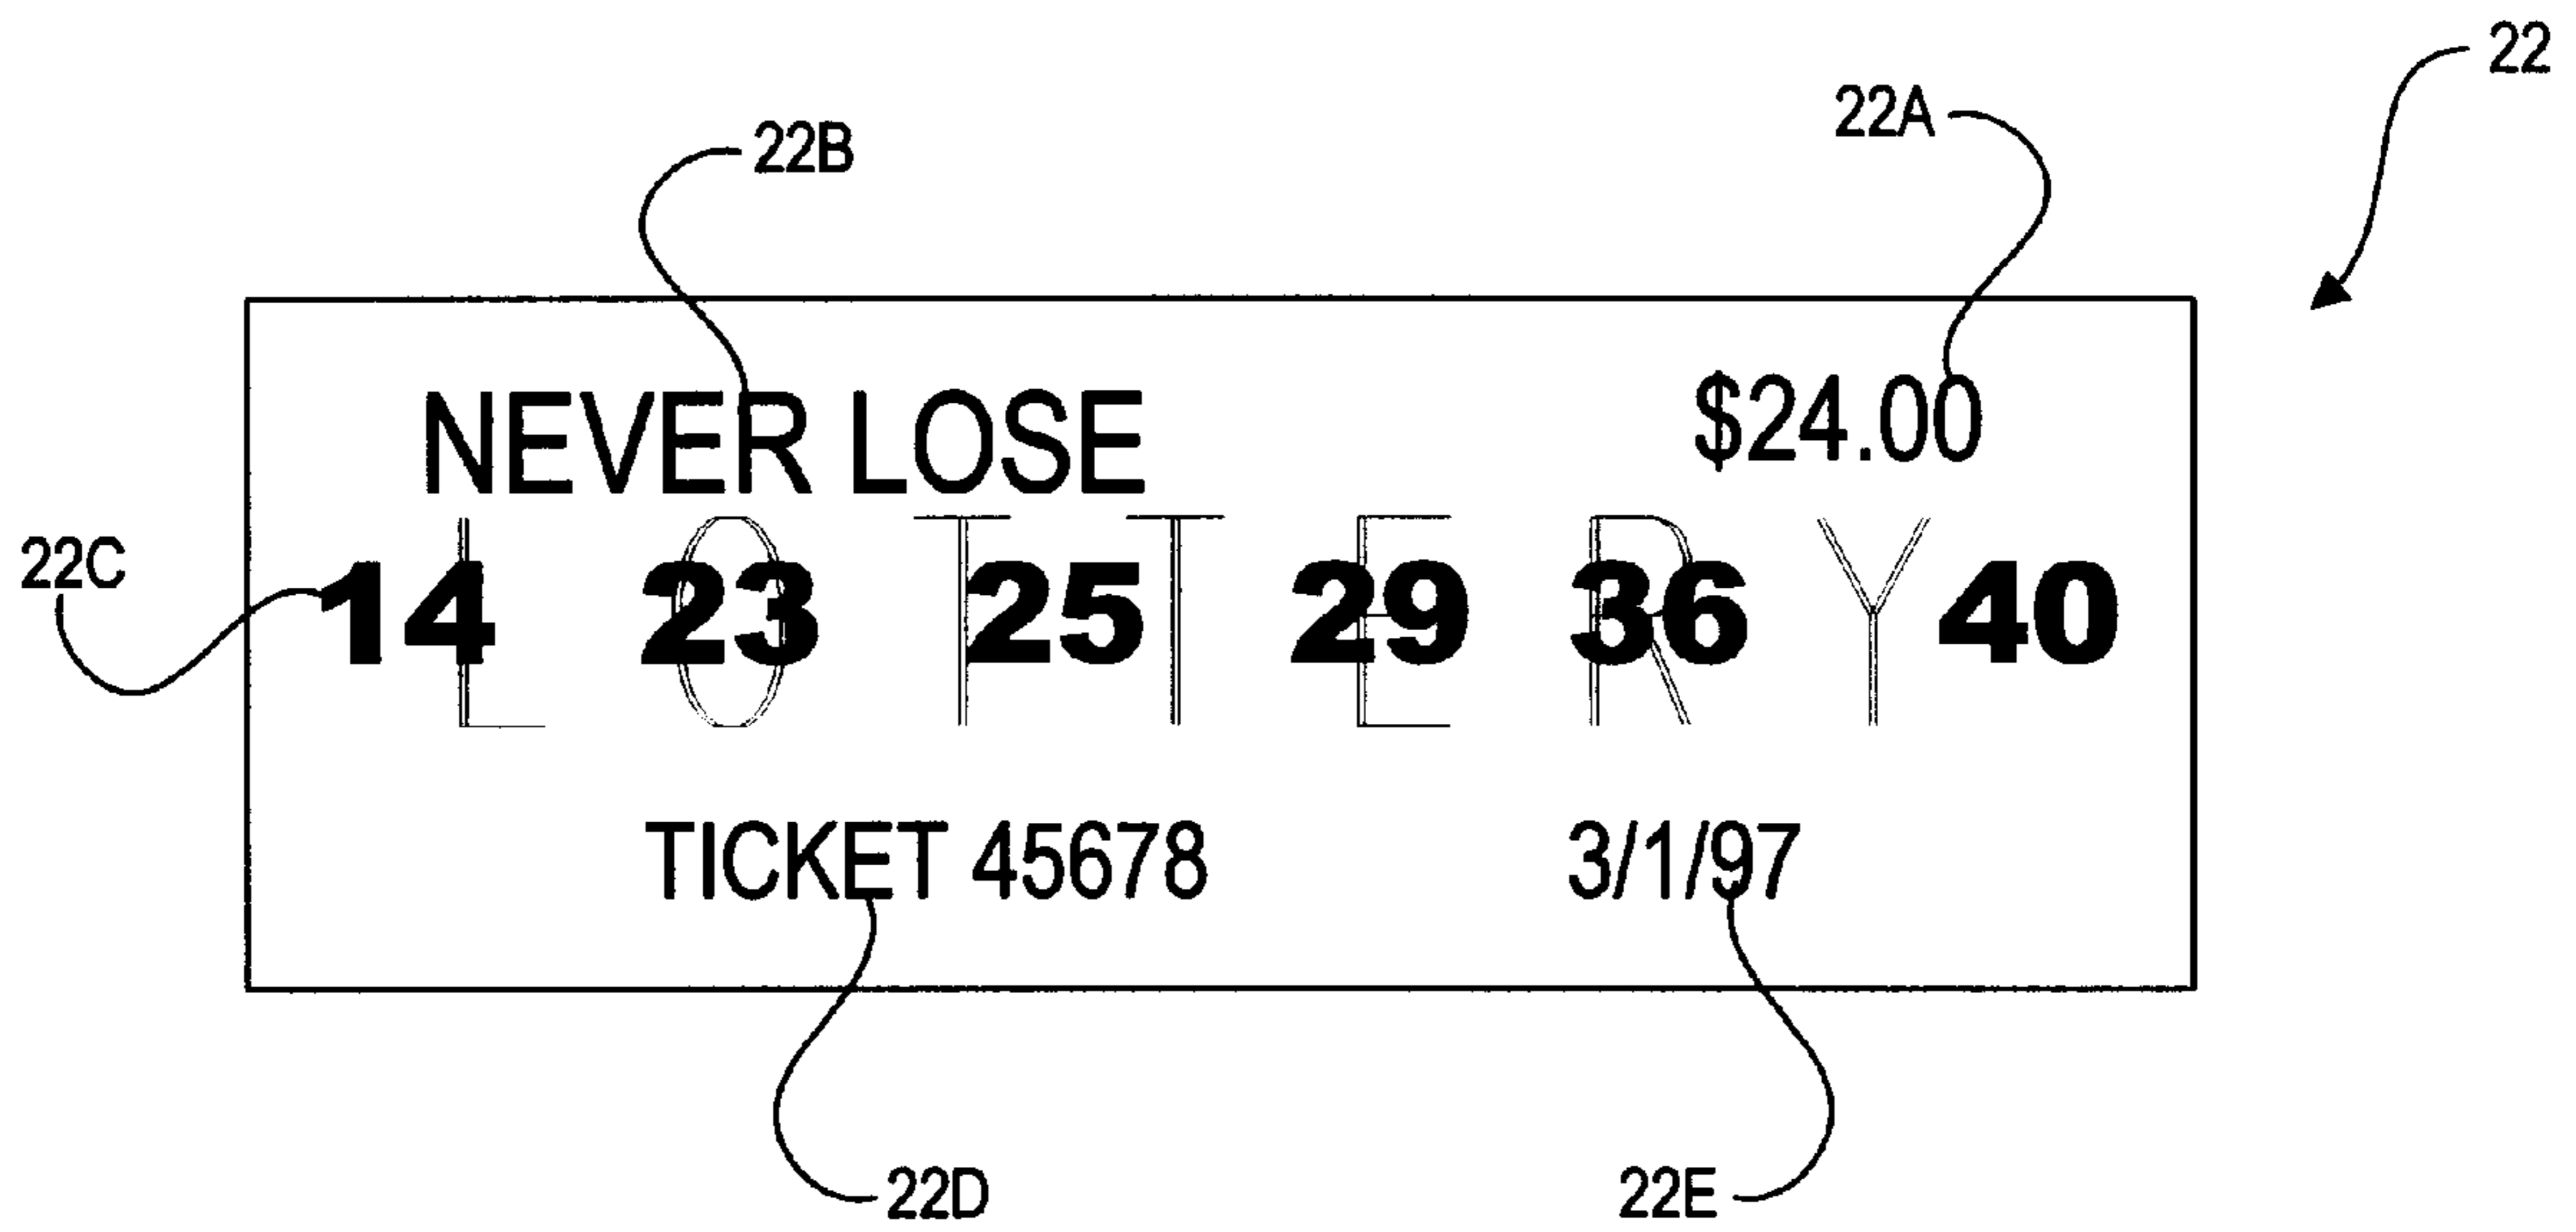 22
22A
22B
NEVER LOSE $24.00
LOTTERY
22C
14 23 25 29 36 40
TICKET 45678 3/1/97
22D 22E